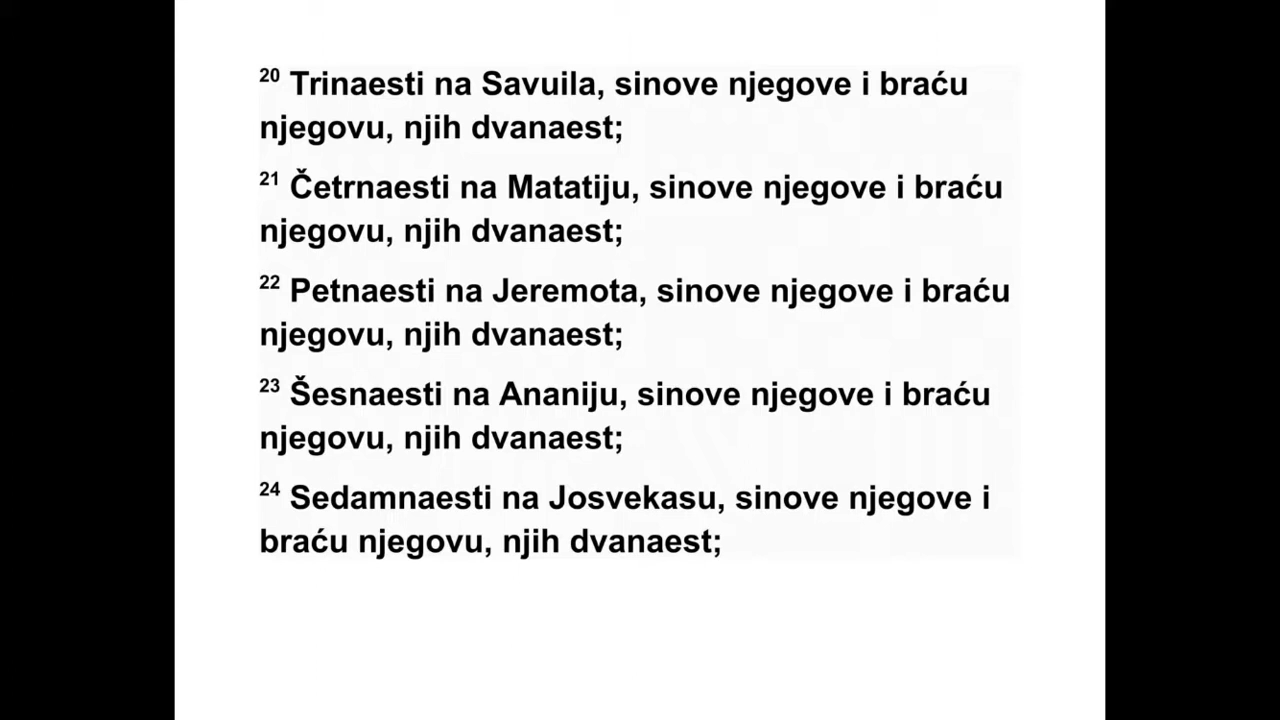 20 Trinaesti na Savuila, sinove njegove i braću
njegovu, njih dvanaest;
21 Četrnaesti na Matatiju, sinove njegove i braću
njegovu, njih dvanaest;
22 Petnaesti na Jeremota, sinove njegove i braću
njegovu, njih dvanaest;
23 Šesnaesti na Ananiju, sinove njegove i braću
njegovu, njih dvanaest;
24 Sedamnaesti na Josvekasu, sinove njegove i
braću njegovu, njih dvanaest;